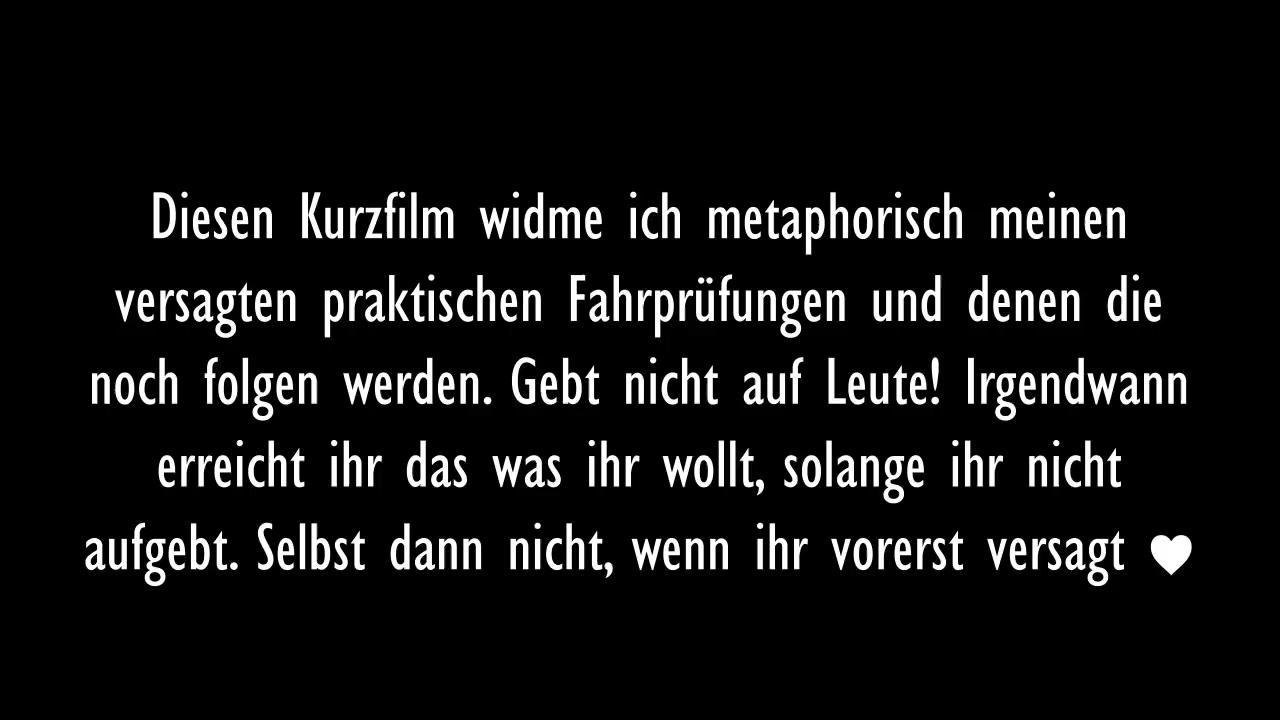 Diesen Kurzfilm widme ich metaphorisch meinen
versagten praktischen Fahrprüfungen und denen die
noch folgen werden. Gebt nicht auf Leute! Irgendwann
erreicht ihr das was ihr wollt, solange ihr nicht
aufgebt. Selbst dann nicht, wenn ihr vorerst versagt ♥